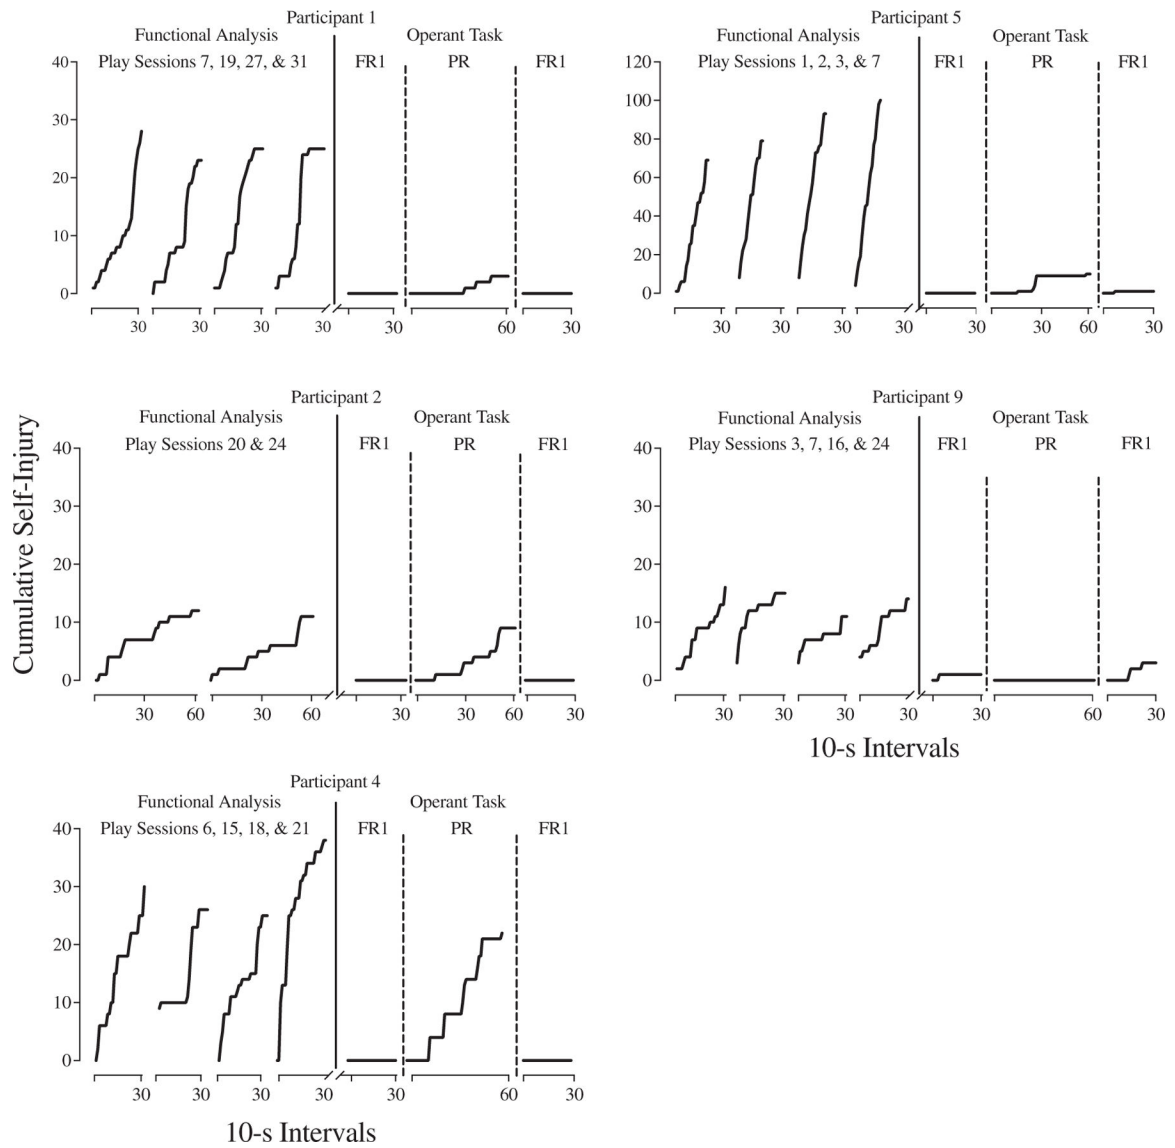 Participant 1
Functional Analysis
Operant Task
Play Sessions 7, 19, 27, & 31
FR1
PR
FR1
40
30
20
10
0
30
30
30
30
30
60
30
Participant 5
Functional Analysis
Operant Task
Play Sessions 1, 2, 3, & 7
FR1
PR
FR1
120
100
80
60
40
20
0
30
30
30
30
30
30
60
30
Cumulative Self-Injury
Participant 2
Functional Analysis
Operant Task
Play Sessions 20 & 24
FR1
PR
FR1
40
30
20
10
0
30
60
30
60
30
30
60
30
Participant 9
Functional Analysis
Operant Task
Play Sessions 3, 7, 16, & 24
FR1
PR
FR1
40
30
20
10
0
30
30
30
30
30
60
30
10-s Intervals
Participant 4
Functional Analysis
Operant Task
Play Sessions 6, 15, 18, & 21
FR1
PR
FR1
40
30
20
10
0
30
30
30
30
30
60
30
10-s Intervals